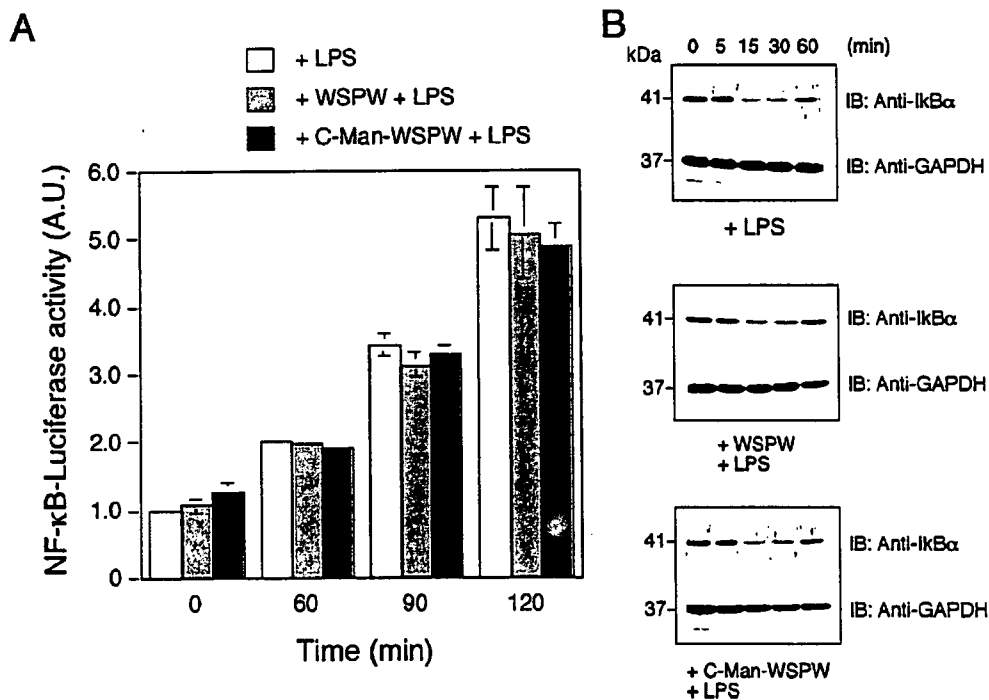 A
+ LPS
+ WSPW + LPS
+ C-Man-WSPW + LPS
NF-κB-Luciferase activity (A.U.)
6.0
5.0
4.0
3.0
2.0
1.0
0
0 60 90 120
Time (min)
B
kDa 0 5 15 30 60 (min)
41 IB: Anti-IkBα
37 IB: Anti-GAPDH
+ LPS
41 IB: Anti-IkBα
37 IB: Anti-GAPDH
+ WSPW
+ LPS
41 IB: Anti-IkBα
37 IB: Anti-GAPDH
+ C-Man-WSPW
+ LPS